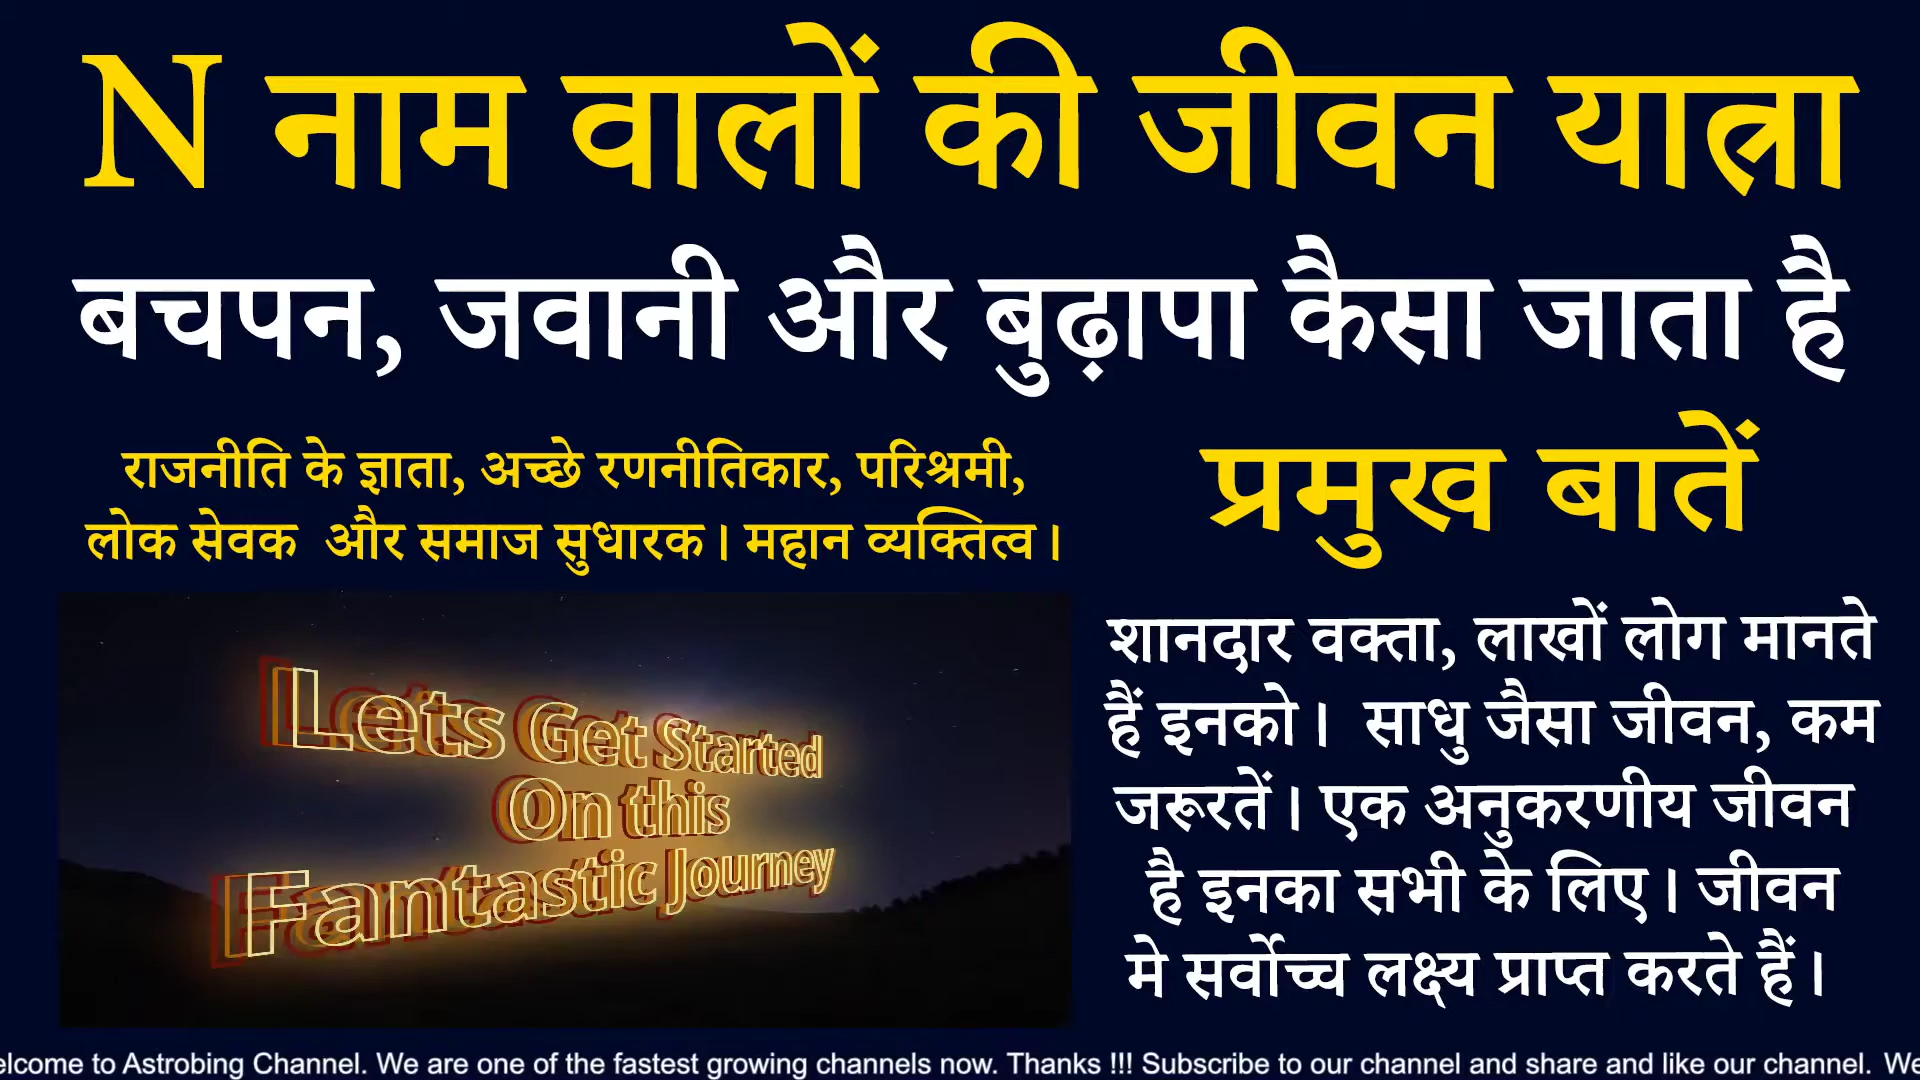 N नाम वालों की जीवन यात्रा
बचपन, जवानी और बुढ़ापा कैसा जाता है
राजनीति के ज्ञाता, अच्छे रणनीतिकार, परिश्रमी,
लोक सेवक और समाज सुधारक। महान व्यक्तित्व।
प्रमुख बातें
Lets Get Started
On this
Fantastic Journey
शानदार वक्ता, लाखों लोग मानते
हैं इनको। साधु जैसा जीवन, कम
जरूरतें। एक अनुकरणीय जीवन
है इनका सभी के लिए। जीवन
मे सर्वोच्च लक्ष्य प्राप्त करते हैं।
elcome to Astrobing Channel. We are one of the fastest growing channels now. Thanks !!! Subscribe to our channel and share and like our channel. We